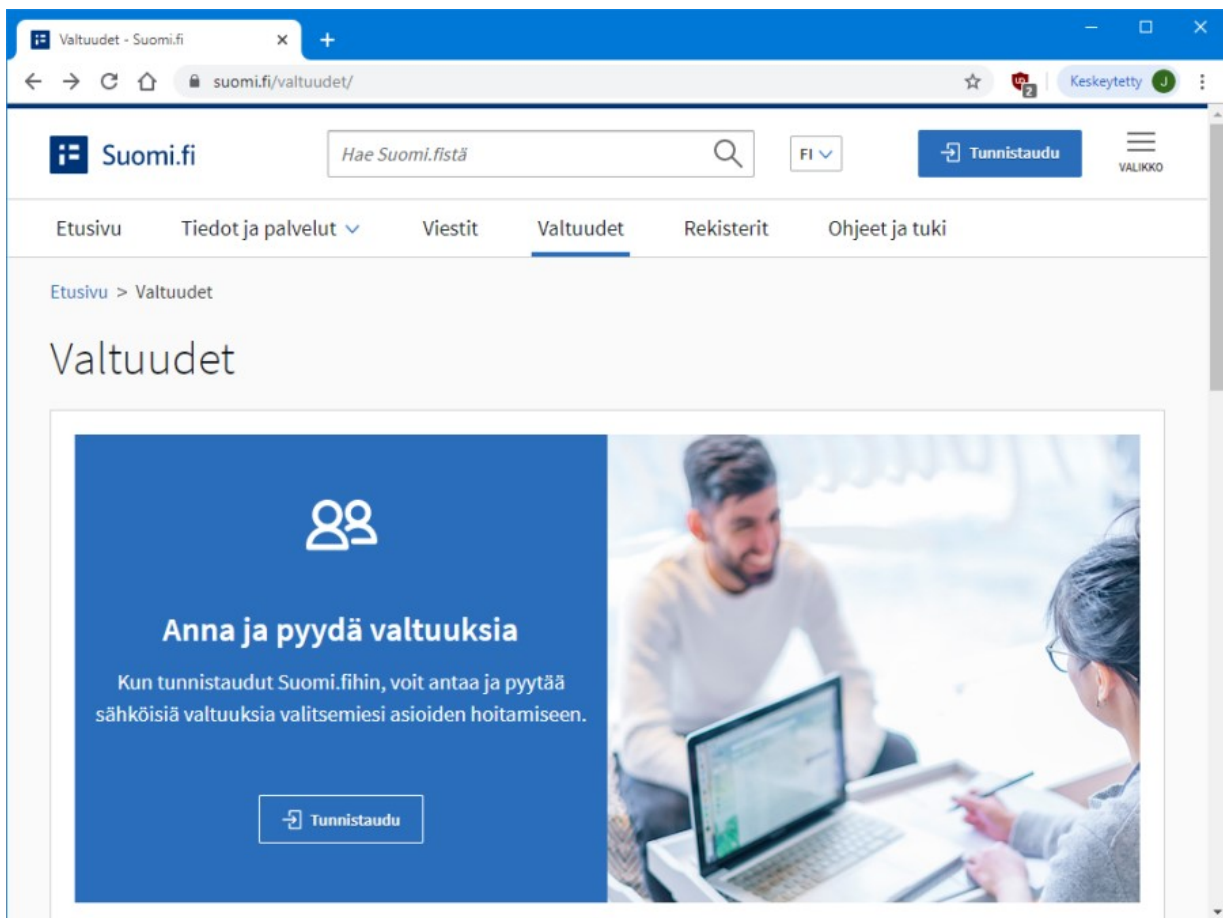 Valtuudet - Suomi.fi
suomi.fi/valtuudet/
2
Keskeytetty J
Suomi.fi
Hae Suomi.fistä
FI
Tunnistaudu
VALIKKO
Etusivu Tiedot ja palvelut Viestit Valtuudet Rekisterit Ohjeet ja tuki
Etusivu > Valtuudet
Valtuudet
Anna ja pyydä valtuuksia
Kun tunnistaudut Suomi.fihin, voit antaa ja pyytää
sähköisiä valtuuksia valitsemiesi asioiden hoitamiseen.
Tunnistaudu